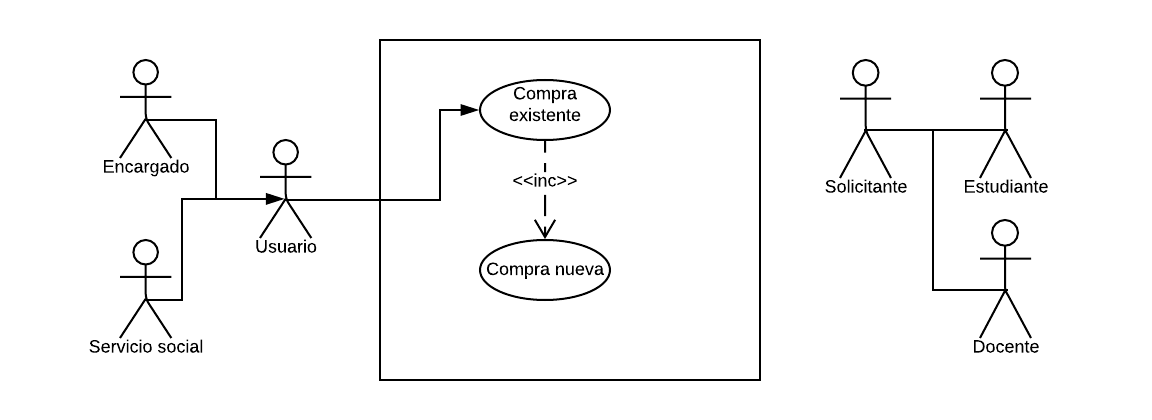 Compra
existente
Encargado
<<inc>>
Solicitante
Estudiante
Usuario
Compra nueva
Servicio social
Docente